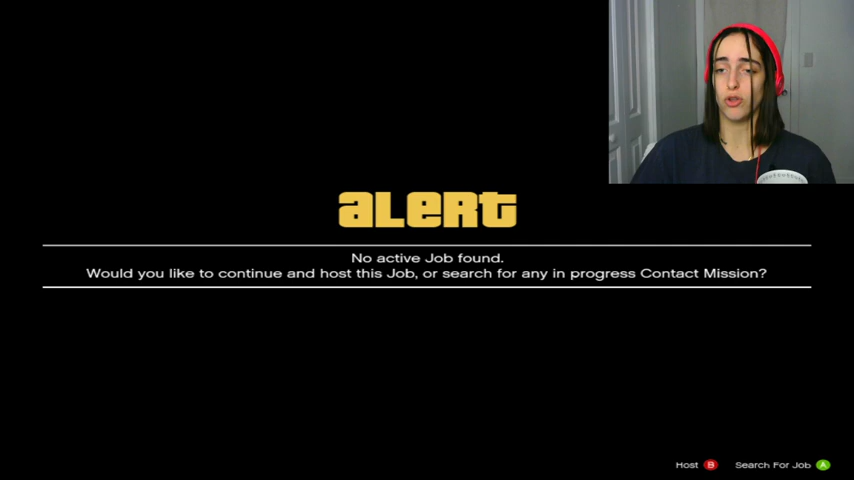 alert
No active Job found.
Would you like to continue and host this Job, or search for any in progress Contact Mission?
Host B Search For Job A